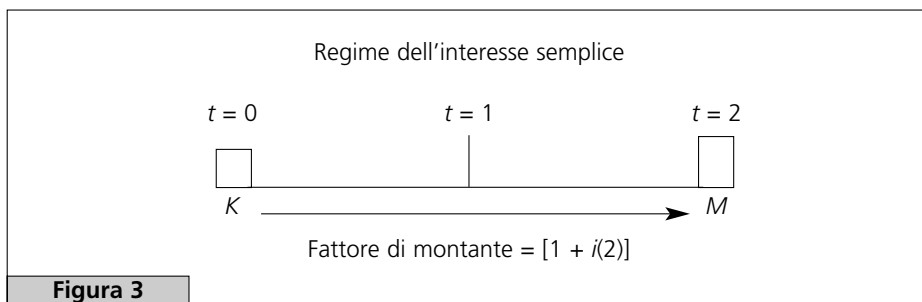 Regime dell'interesse semplice
t = 0 t = 1 t = 2
K M
Fattore di montante = [1 + i(2)]
Figura 3